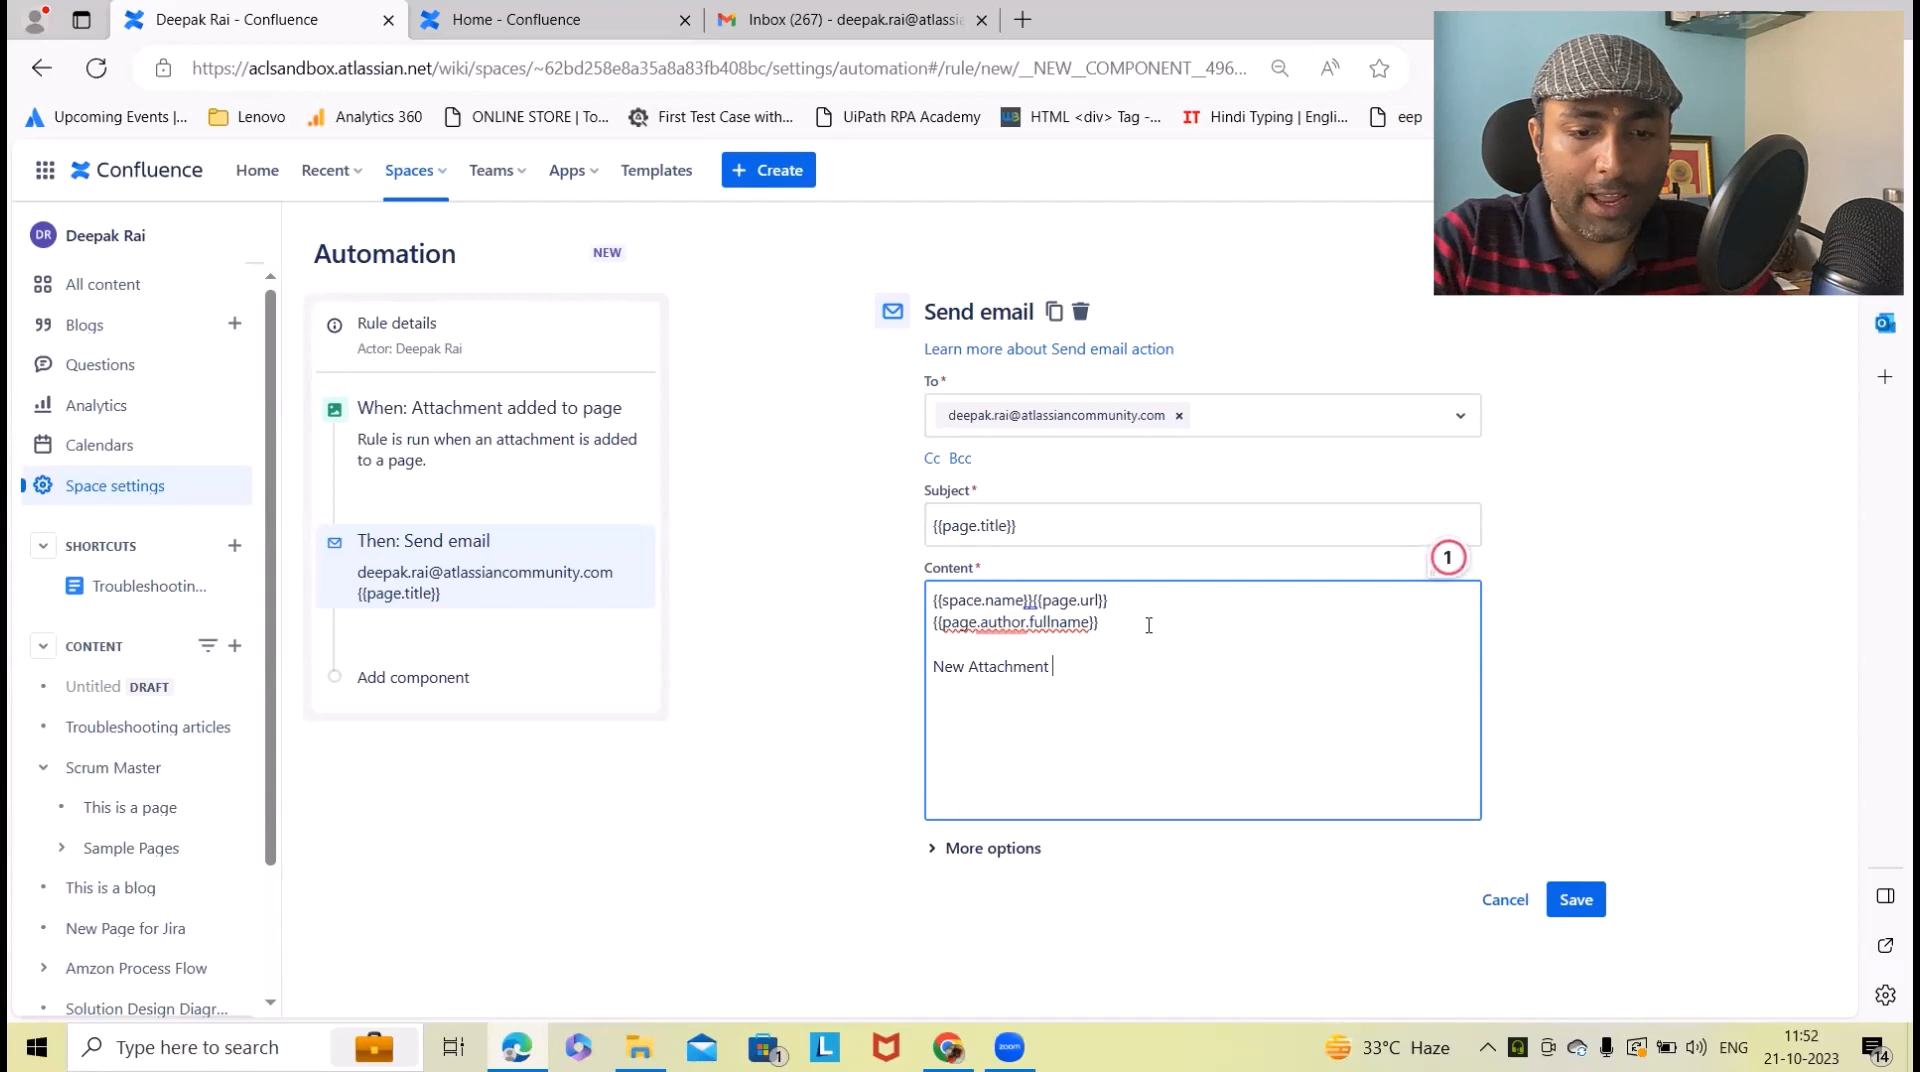 Deepak Rai - Confluence
Home - Confluence
Inbox (267) - deepak.rai@atlassia
https://aclsandbox.atlassian.net/wiki/spaces/~62bd258e8a35a8a83fb408bc/settings/automation#/rule/new/__NEW__COMPONENT__496...
Upcoming Events |...
Lenovo
Analytics 360
ONLINE STORE | To...
First Test Case with...
UiPath RPA Academy
HTML <div> Tag -...
IT Hindi Typing | Engli...
eep
Confluence
Home
Recent
Spaces
Teams
Apps
Templates
+ Create
DR Deepak Rai
All content
Blogs
Questions
Analytics
Calendars
Space settings
SHORTCUTS
Troubleshootin...
CONTENT
Untitled DRAFT
Troubleshooting articles
Scrum Master
This is a page
Sample Pages
This is a blog
New Page for Jira
Amzon Process Flow
Solution Design Diagr...
Automation
NEW
Rule details
Actor: Deepak Rai
When: Attachment added to page
Rule is run when an attachment is added
to a page.
Then: Send email
deepak.rai@atlassiancommunity.com
{{page.title}}
Add component
Send email
Learn more about Send email action
To*
deepak.rai@atlassiancommunity.com
Cc Bcc
Subject*
{{page.title}}
1
Content*
{{space.name}}{{page.url}}
{{page.author.fullname}}
New Attachment
More options
Cancel
Save
Type here to search
1
L
zoom
33°C Haze
ENG
11:52
21-10-2023
14